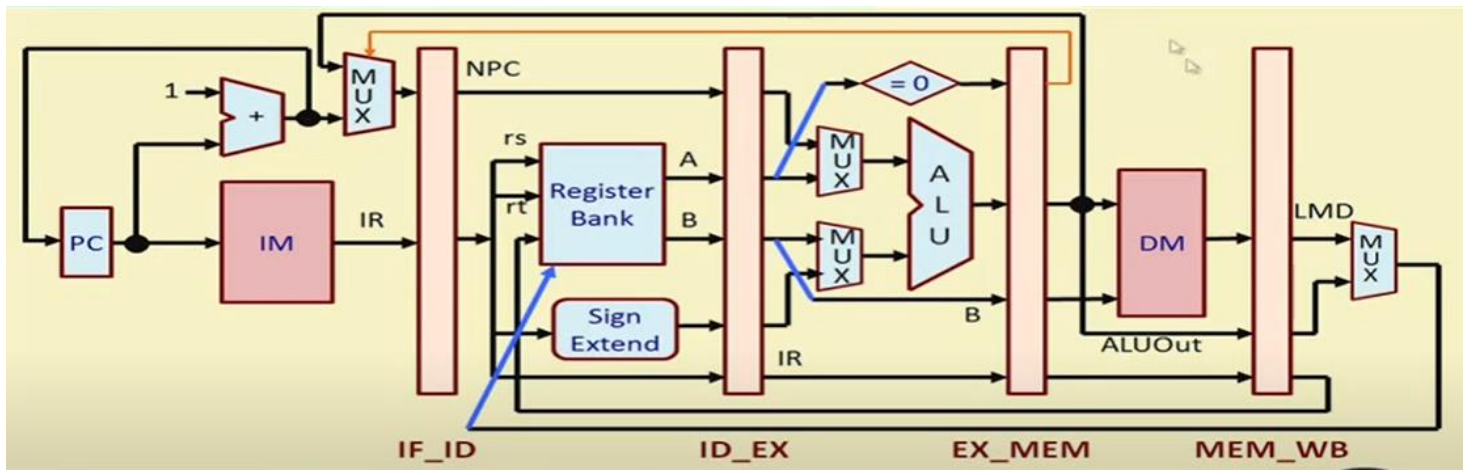 NPC
MUX
= 0
1
+
MUX
rs
A
ALU
Register
Bank
rt
IR
B
MUX
LMD
MUX
PC
IM
DM
Sign
Extend
B
ALUOut
IR
IF_ID
ID_EX
EX_MEM
MEM_WB